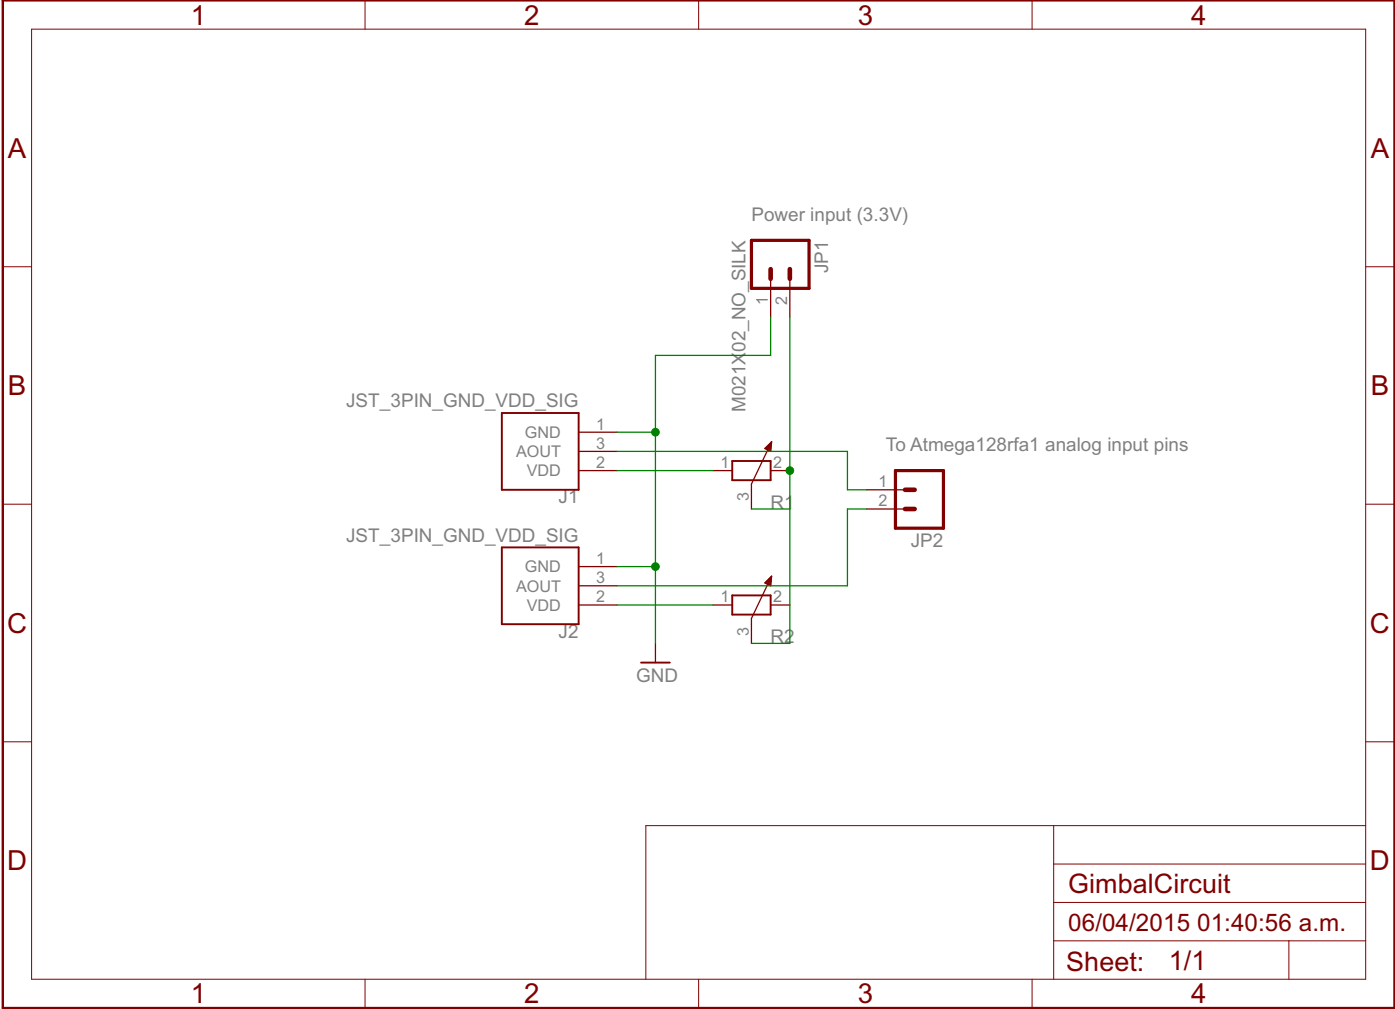 1 2 3 4
A A
Power input (3.3V)
JP1
M021X02_NO_SILK
1
2
B B
JST_3PIN_GND_VDD_SIG
GND 1
AOUT 3
VDD 2
J1
1 2
3
R1
To Atmega128rfa1 analog input pins
1
2
JP2
JST_3PIN_GND_VDD_SIG
GND 1
AOUT 3
VDD 2
J2
1 2
3
R2
C C
GND
D D
GimbalCircuit
06/04/2015 01:40:56 a.m.
Sheet: 1/1
1 2 3 4